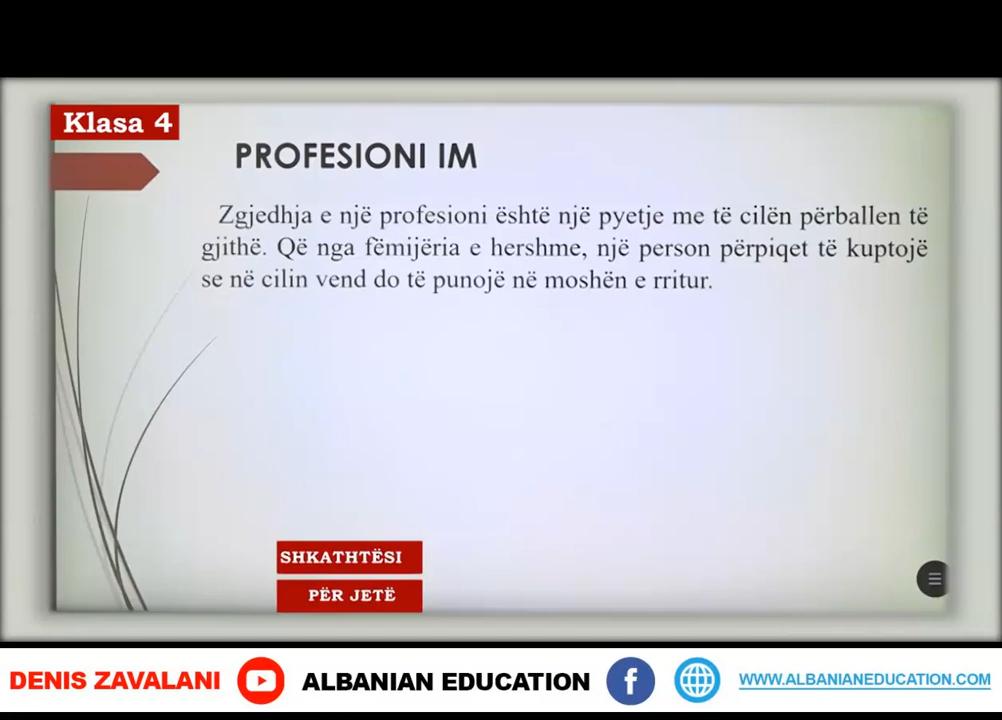 Klasa 4
PROFESIONI IM
Zgjedhja e një profesioni është një pyetje me të cilën përballen të
gjithë. Që nga fëmijëria e hershme, një person përpiqet të kuptojë
se në cilin vend do të punojë në moshën e rritur.
SHKATHTËSI
PËR JETË
DENIS ZAVALANI
ALBANIAN EDUCATION
WWW.ALBANIANEDUCATION.COM